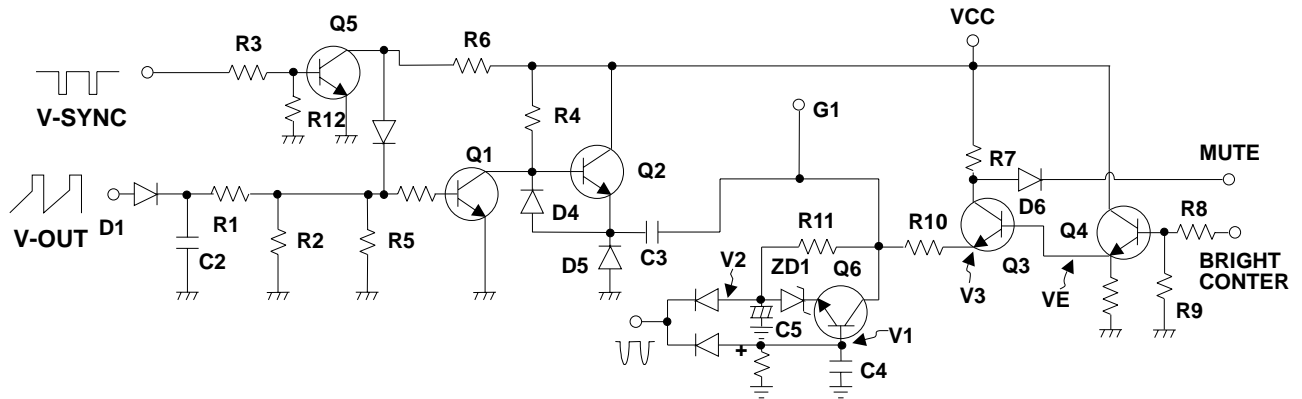 Q5
VCC
R3
R6
V-SYNC
R12
R4
G1
Q1
Q2
R7
MUTE
D4
D6
R11
R10
Q4
R8
V-OUT
D1
R1
R2
R5
C2
D5
C3
V2
ZD1
Q6
Q3
V3
VE
BRIGHT
CONTER
R9
C5
V1
+
C4